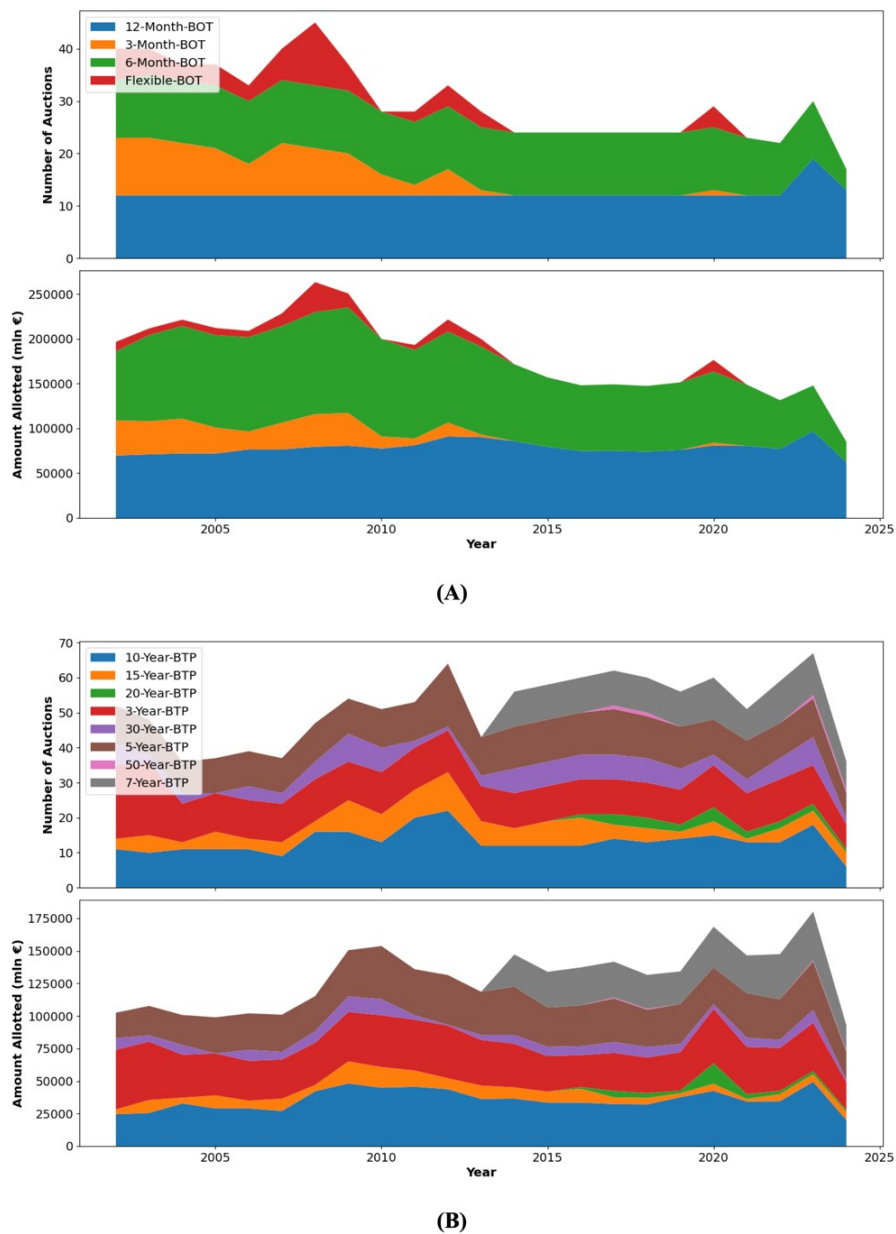 12-Month-BOT
3-Month-BOT
6-Month-BOT
Flexible-BOT
Number of Auctions
40
30
20
10
0
Amount Allotted (mln €)
250000
200000
150000
100000
50000
0
2005
2010
2015
2020
2025
Year
(A)
10-Year-BTP
15-Year-BTP
20-Year-BTP
3-Year-BTP
30-Year-BTP
5-Year-BTP
50-Year-BTP
7-Year-BTP
Number of Auctions
70
60
50
40
30
20
10
0
Amount Allotted (mln €)
175000
150000
125000
100000
75000
50000
25000
0
2005
2010
2015
2020
2025
Year
(B)